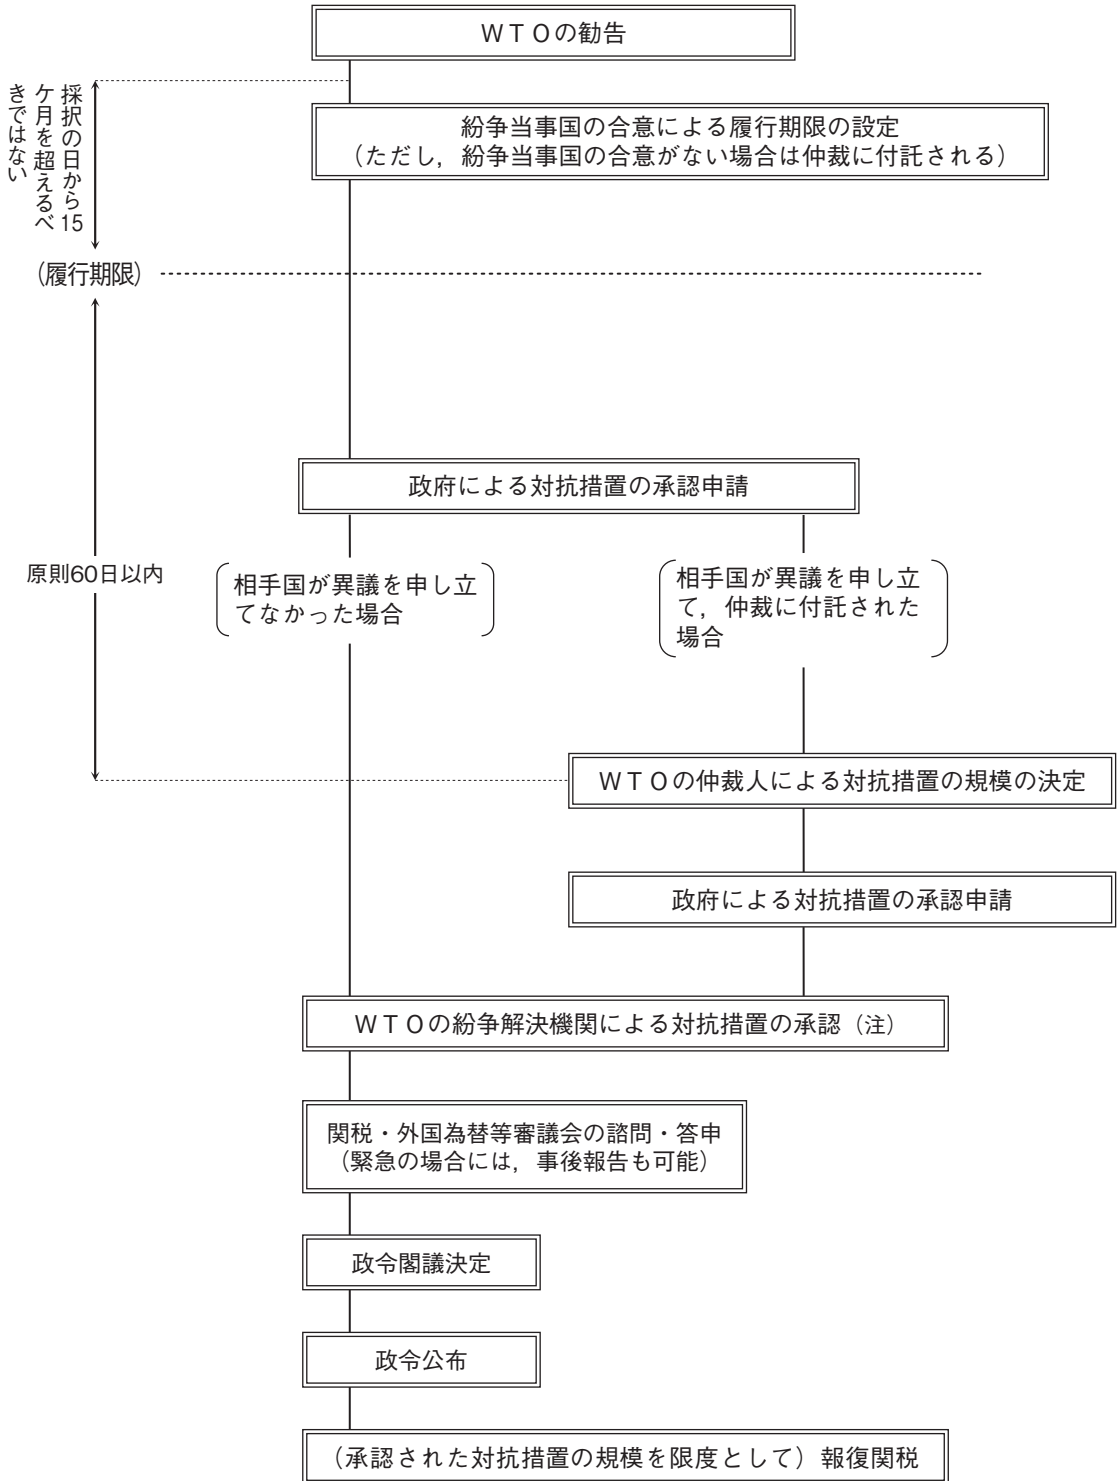 WTOの勧告
採択の日から15
ケ月を超えるべ
きではない
紛争当事国の合意による履行期限の設定
（ただし，紛争当事国の合意がない場合は仲裁に付託される）
（履行期限）
政府による対抗措置の承認申請
原則60日以内
相手国が異議を申し立
てなかった場合
相手国が異議を申し立
て，仲裁に付託された
場合
WTOの仲裁人による対抗措置の規模の決定
政府による対抗措置の承認申請
WTOの紛争解決機関による対抗措置の承認（注）
関税・外国為替等審議会の諮問・答申
（緊急の場合には，事後報告も可能）
政令閣議決定
政令公布
（承認された対抗措置の規模を限度として）報復関税